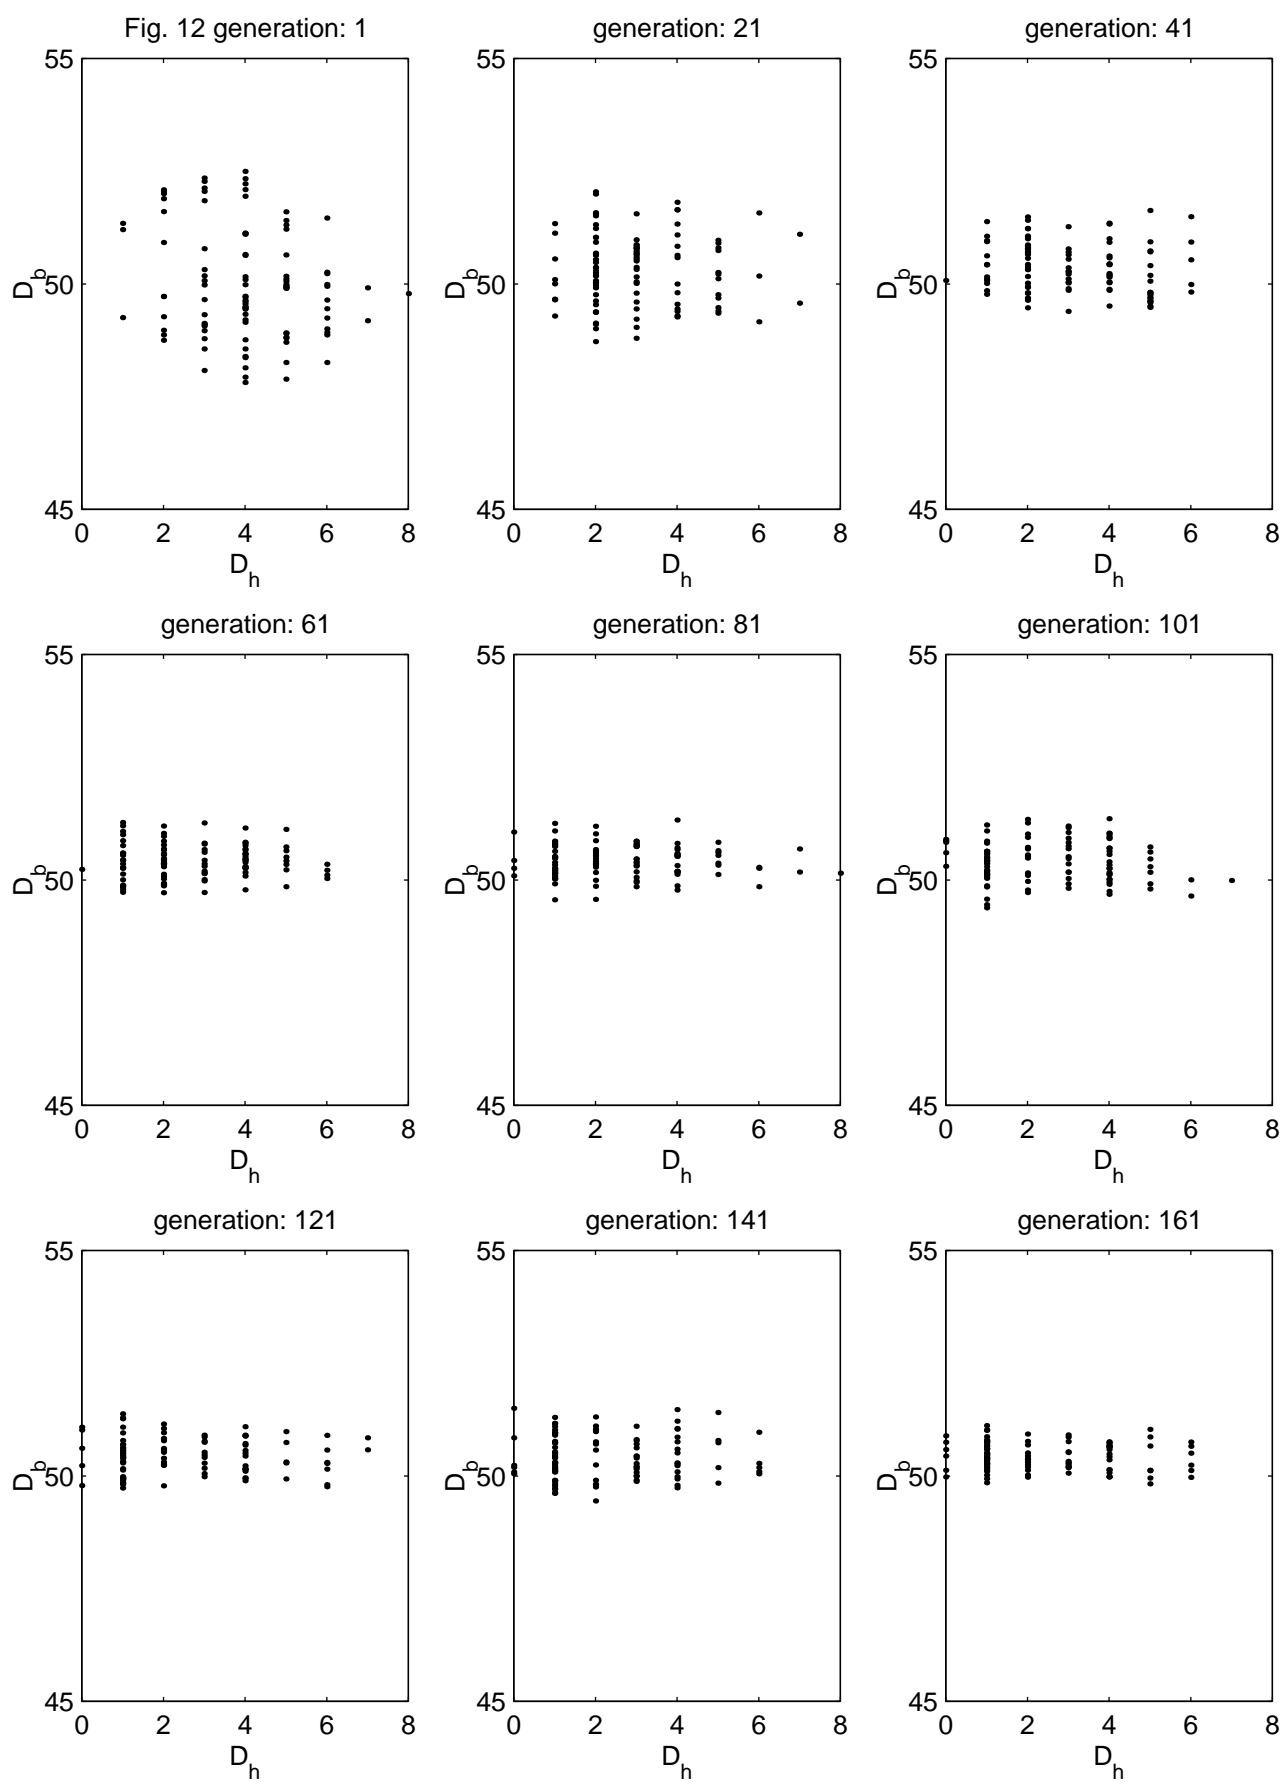 Fig. 12 generation: 1
55
50
45
D_b
0 2 4 6 8
D_h
generation: 21
55
50
45
D_b
0 2 4 6 8
D_h
generation: 41
55
50
45
D_b
0 2 4 6 8
D_h
generation: 61
55
50
45
D_b
0 2 4 6 8
D_h
generation: 81
55
50
45
D_b
0 2 4 6 8
D_h
generation: 101
55
50
45
D_b
0 2 4 6 8
D_h
generation: 121
55
50
45
D_b
0 2 4 6 8
D_h
generation: 141
55
50
45
D_b
0 2 4 6 8
D_h
generation: 161
55
50
45
D_b
0 2 4 6 8
D_h